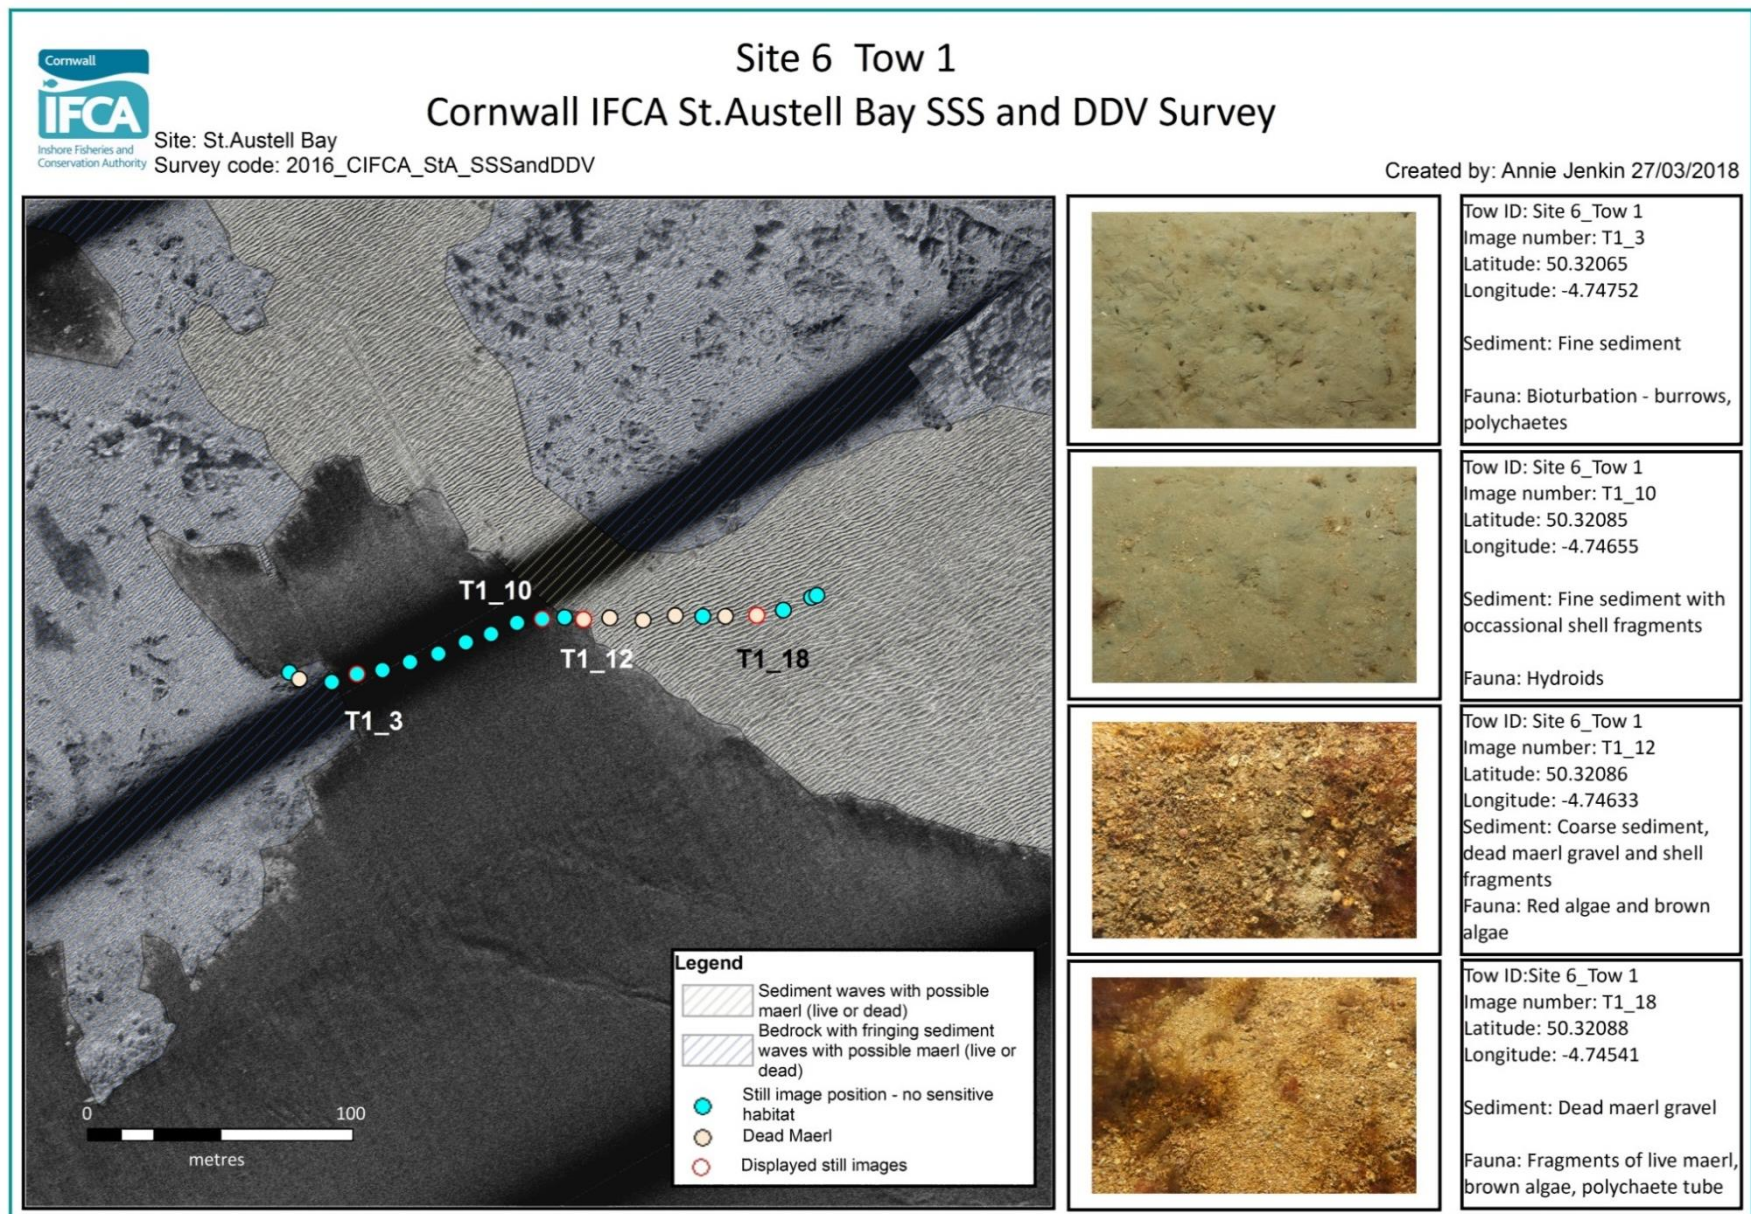 Site 6  Tow 1
Cornwall IFCA St.Austell Bay SSS and DDV Survey
Cornwall
IFCA
Inshore Fisheries and
Conservation Authority
Site: St.Austell Bay
Survey code: 2016_CIFCA_StA_SSSandDDV
Created by: Annie Jenkin 27/03/2018
T1_10
T1_12
T1_18
T1_3
0
100
metres
Legend
Sediment waves with possible
maerl (live or dead)
Bedrock with fringing sediment
waves with possible maerl (live or
dead)
Still image position - no sensitive
habitat
Dead Maerl
Displayed still images
Tow ID: Site 6_Tow 1
Image number: T1_3
Latitude: 50.32065
Longitude: -4.74752
Sediment: Fine sediment
Fauna: Bioturbation - burrows,
polychaetes
Tow ID: Site 6_Tow 1
Image number: T1_10
Latitude: 50.32085
Longitude: -4.74655
Sediment: Fine sediment with
occassional shell fragments
Fauna: Hydroids
Tow ID: Site 6_Tow 1
Image number: T1_12
Latitude: 50.32086
Longitude: -4.74633
Sediment: Coarse sediment,
dead maerl gravel and shell
fragments
Fauna: Red algae and brown
algae
Tow ID:Site 6_Tow 1
Image number: T1_18
Latitude: 50.32088
Longitude: -4.74541
Sediment: Dead maerl gravel
Fauna: Fragments of live maerl,
brown algae, polychaete tube